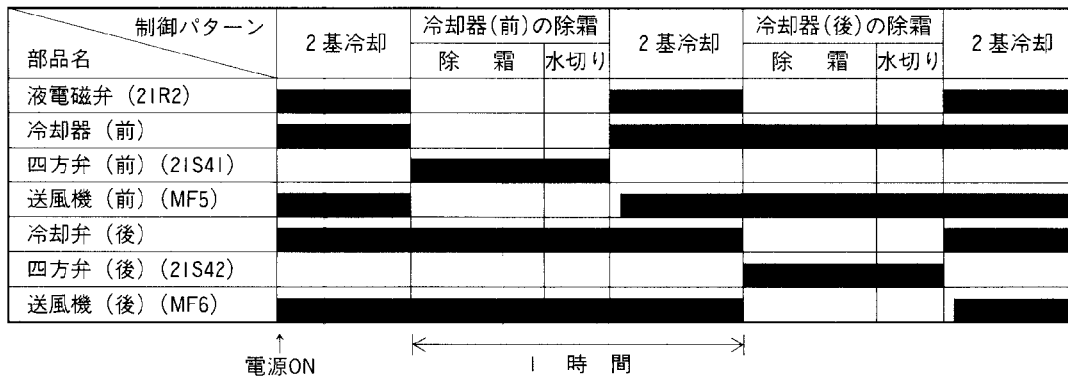 制御パターン
部品名
2基冷却
冷却器(前)の除霜
除 霜
水切り
2基冷却
冷却器(後)の除霜
除 霜
水切り
2基冷却
液電磁弁 (21R2)
冷却器 (前)
四方弁 (前) (21S41)
送風機 (前) (MF5)
冷却弁 (後)
四方弁 (後) (21S42)
送風機 (後) (MF6)
↑
電源ON
1 時 間